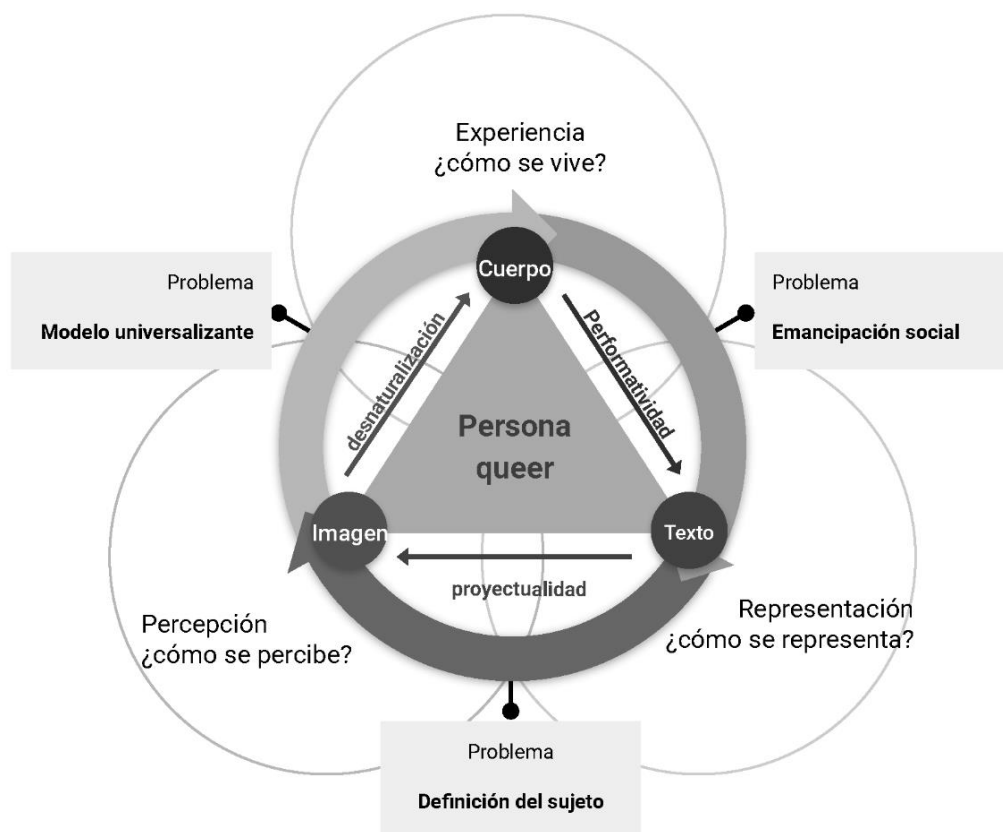 Experiencia
¿cómo se vive?
Cuerpo
Problema
Modelo universalizante
Problema
Emancipación social
desnaturalización
Performatividad
Persona
queer
Imagen
Texto
proyectualidad
Percepción
¿cómo se percibe?
Representación
¿cómo se representa?
Problema
Definición del sujeto